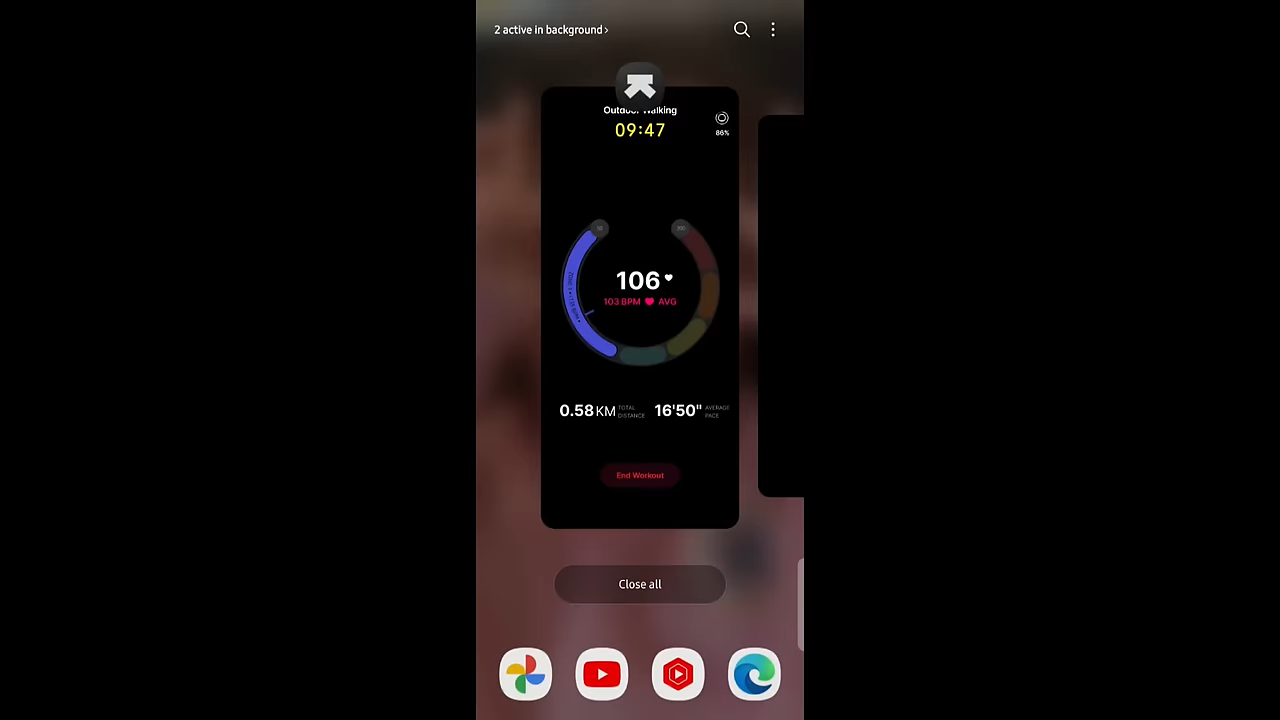 2 active in background ›
Outdoor Walking
09:47
86%
106
103 BPM AVG
0.58 KM TOTAL DISTANCE
16'50" AVERAGE PACE
End Workout
Close all